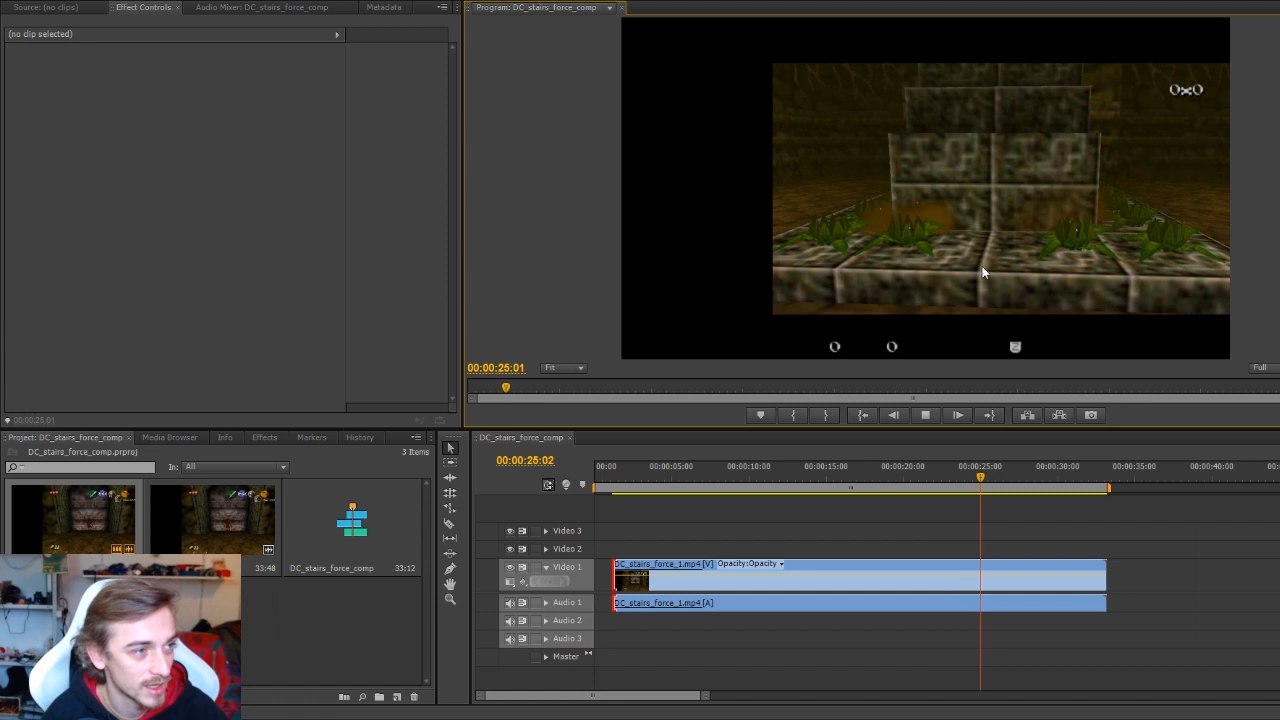 Source: (no clips) Effect Controls × Audio Mixer: DC_stairs_force_comp Metadata
(no clip selected)
00:00:25:01
Program: DC_stairs_force_comp
00:00:25:01 Fit Full
Project: DC_stairs_force_comp × Media Browser Info Effects Markers History
DC_stairs_force_comp.prproj 3 Items
In: All
33:48 DC_stairs_force_comp 33:12
DC_stairs_force_comp ×
00:00:25:02
00:00 00:00:05:00 00:00:10:00 00:00:15:00 00:00:20:00 00:00:25:00 00:00:30:00 00:00:35:00 00:00:40:00 00:00
Video 3
Video 2
Video 1 DC_stairs_force_1.mp4 [V] Opacity:Opacity
Audio 1 DC_stairs_force_1.mp4 [A]
Audio 2
Audio 3
Master